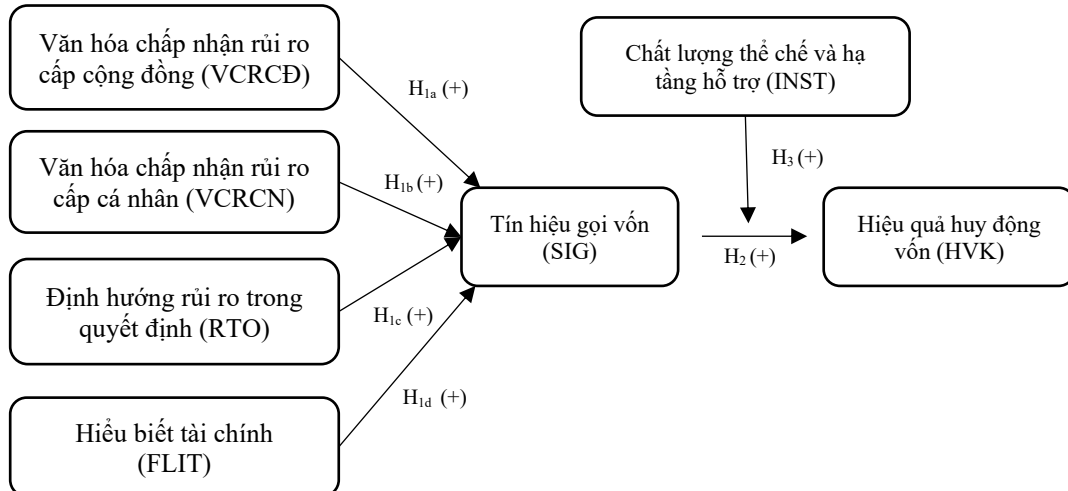 Văn hóa chấp nhận rủi ro
cấp cộng đồng (VCRCĐ)
Chất lượng thể chế và hạ
tầng hỗ trợ (INST)
H1a (+)
Văn hóa chấp nhận rủi ro
cấp cá nhân (VCRCN)
H1b (+)
H3 (+)
Tín hiệu gọi vốn
(SIG)
H2 (+)
Hiệu quả huy động
vốn (HVK)
Định hướng rủi ro trong
quyết định (RTO)
H1c (+)
Hiểu biết tài chính
(FLIT)
H1d (+)